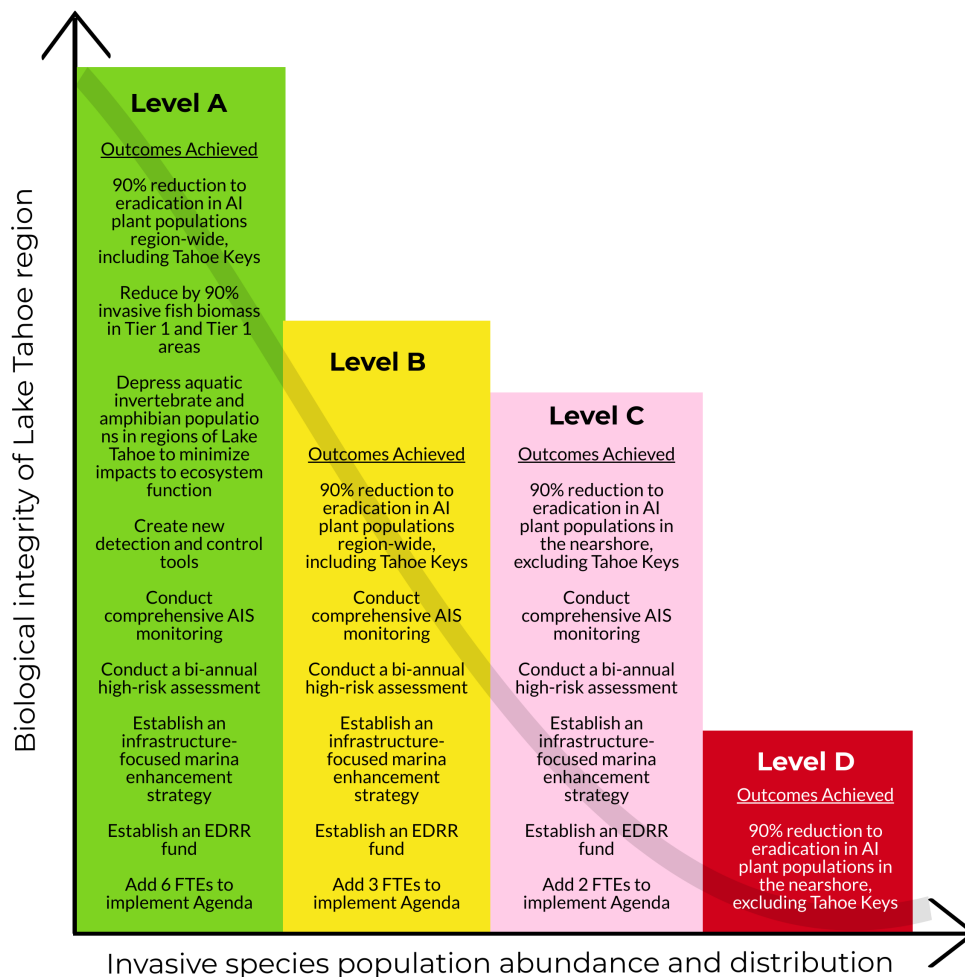 Biological integrity of Lake Tahoe region
Level A
Outcomes Achieved
90% reduction to
eradication in AI
plant populations
region-wide,
including Tahoe Keys
Reduce by 90%
invasive fish biomass
in Tier 1 and Tier 1
areas
Depress aquatic
invertebrate and
amphibian populatio
ns in regions of Lake
Tahoe to minimize
impacts to ecosystem
function
Create new
detection and control
tools
Conduct
comprehensive AIS
monitoring
Conduct a bi-annual
high-risk assessment
Establish an
infrastructure-
focused marina
enhancement
strategy
Establish an EDRR
fund
Add 6 FTEs to
implement Agenda
Level B
Outcomes Achieved
90% reduction to
eradication in AI
plant populations
region-wide,
including Tahoe Keys
Conduct
comprehensive AIS
monitoring
Conduct a bi-annual
high-risk assessment
Establish an
infrastructure-
focused marina
enhancement
strategy
Establish an EDRR
fund
Add 3 FTEs to
implement Agenda
Level C
Outcomes Achieved
90% reduction to
eradication in AI
plant populations in
the nearshore,
excluding Tahoe Keys
Conduct
comprehensive AIS
monitoring
Conduct a bi-annual
high-risk assessment
Establish an
infrastructure-
focused marina
enhancement
strategy
Establish an EDRR
fund
Add 2 FTEs to
implement Agenda
Level D
Outcomes Achieved
90% reduction to
eradication in AI
plant populations in
the nearshore,
excluding Tahoe Keys
Invasive species population abundance and distribution